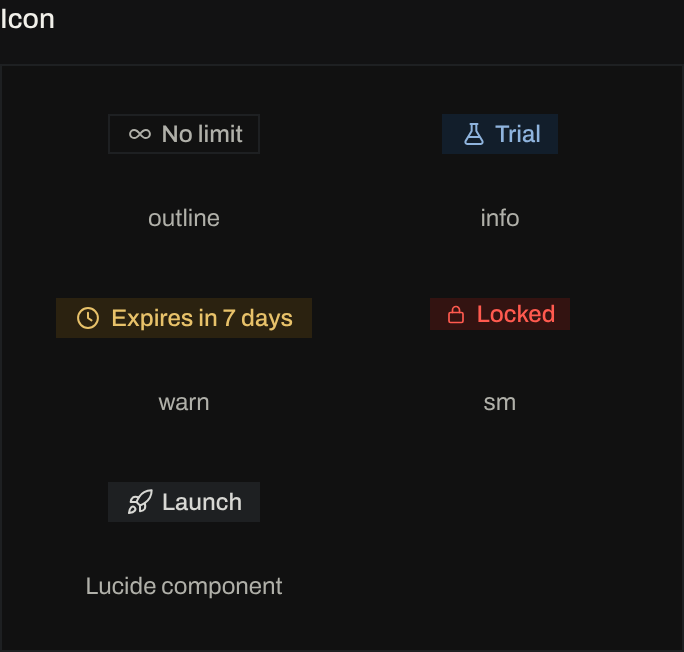 Icon
No limit
Trial
outline
info
Expires in 7 days
Locked
warn
sm
Launch
Lucide component